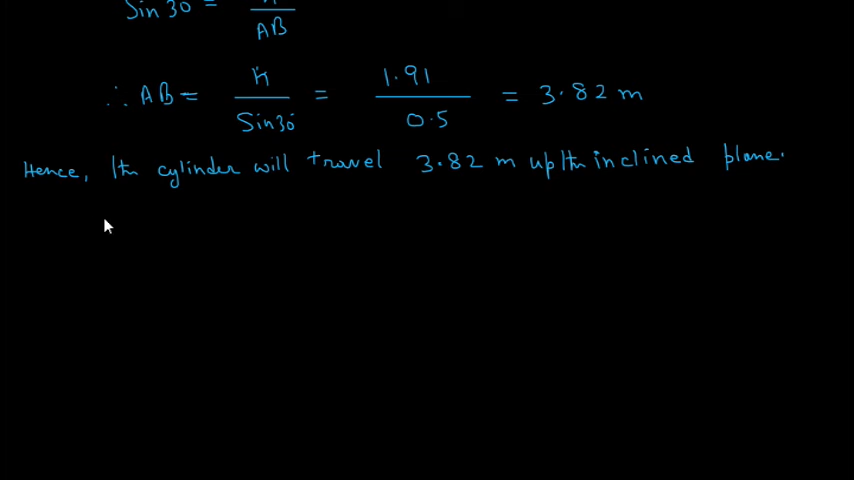 Sin 30 = h / AB
∴ AB = h / Sin30 = 1.91 / 0.5 = 3.82 m
Hence, the cylinder will travel 3.82 m up the inclined plane.